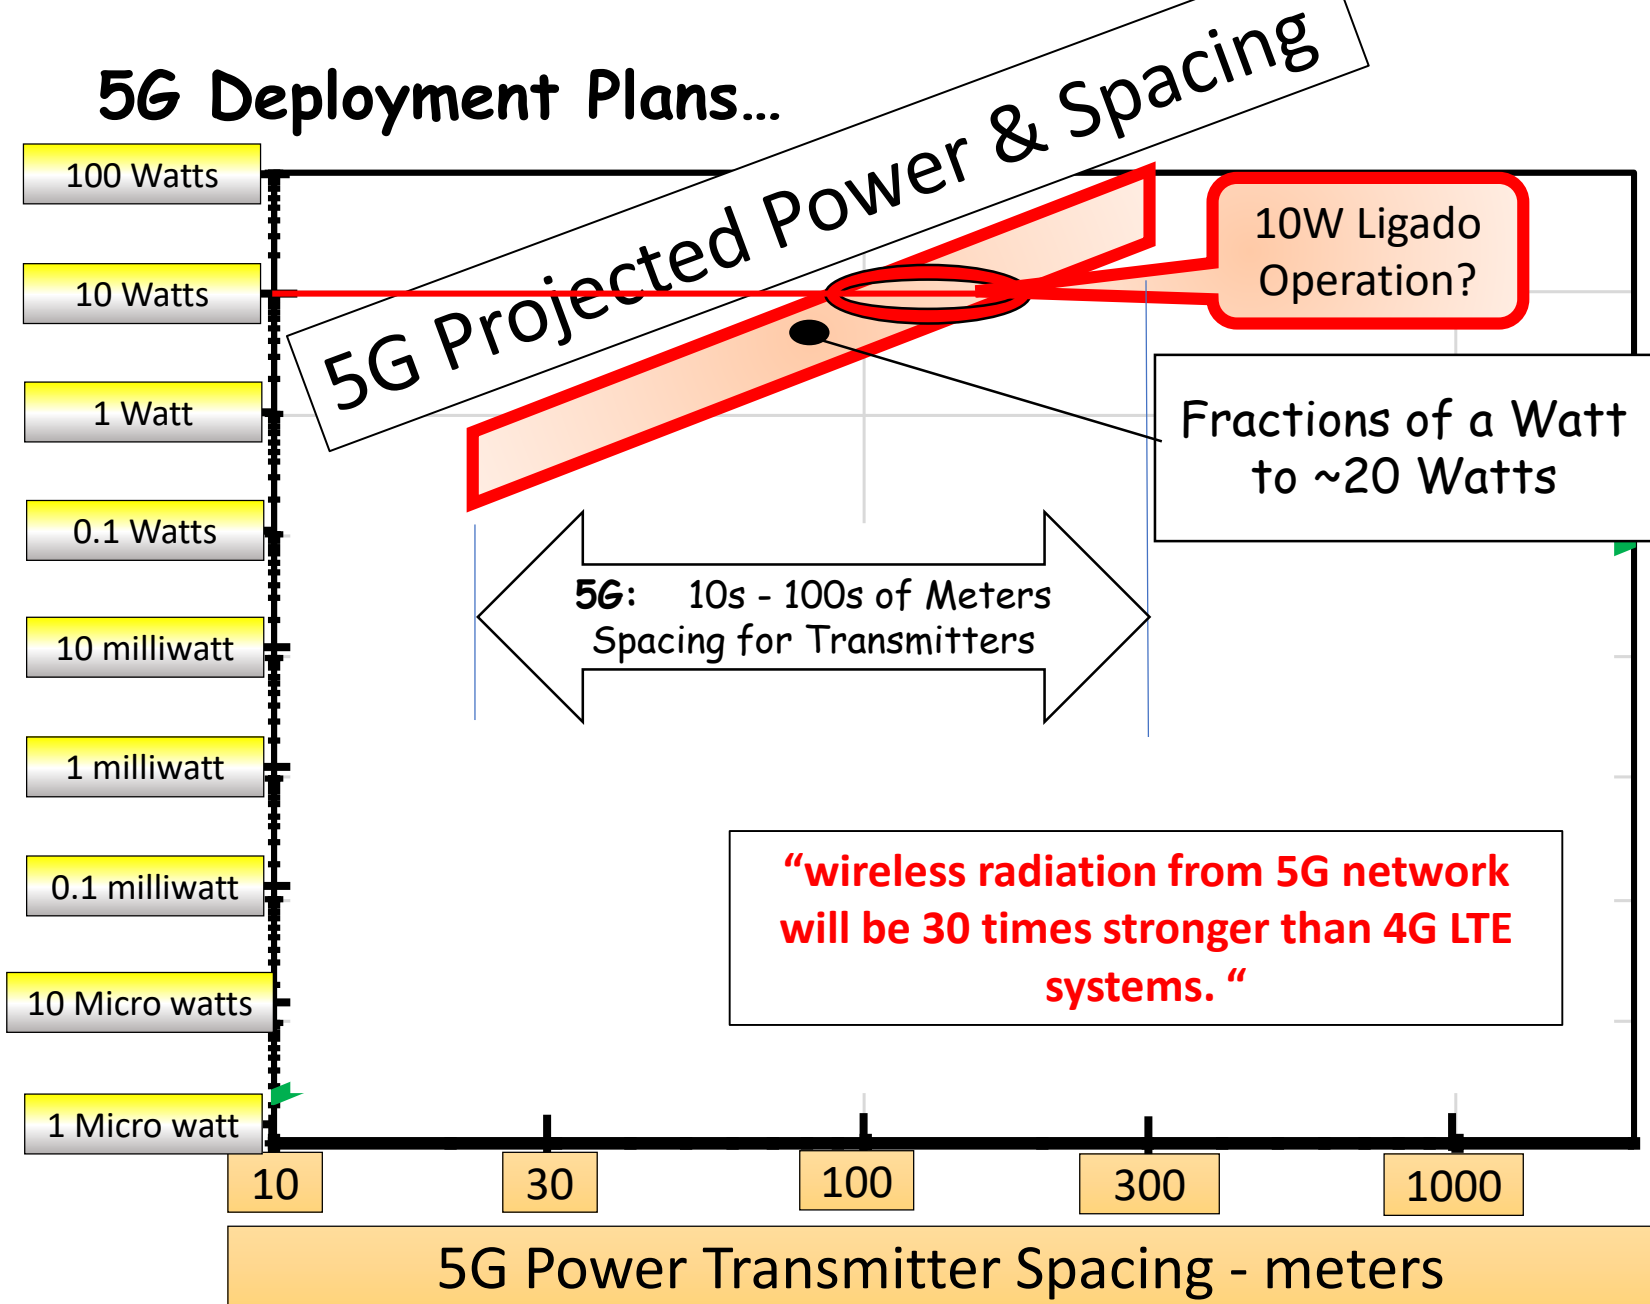 5G Deployment Plans…
5G Projected Power & Spacing
100 Watts
10 Watts
1 Watt
0.1 Watts
10 milliwatt
1 milliwatt
0.1 milliwatt
10 Micro watts
1 Micro watt
10W Ligado
Operation?
Fractions of a Watt
to ~20 Watts
5G: 10s - 100s of Meters
Spacing for Transmitters
“wireless radiation from 5G network
will be 30 times stronger than 4G LTE
systems. “
10
30
100
300
1000
5G Power Transmitter Spacing - meters